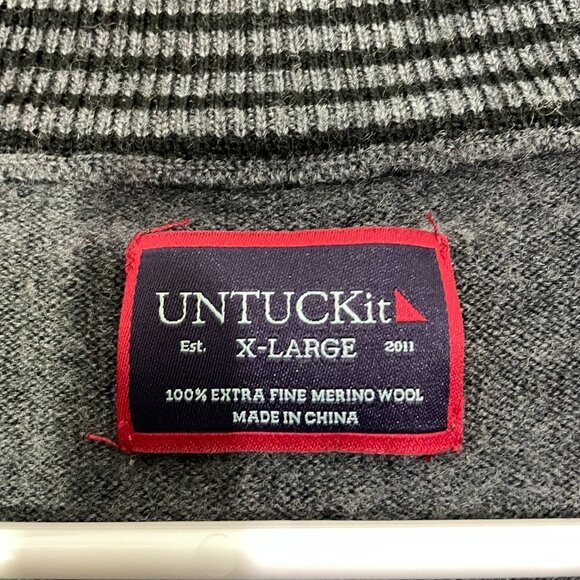 UNTUCKit
Est. X-LARGE 2011
100% EXTRA FINE MERINO WOOL
MADE IN CHINA